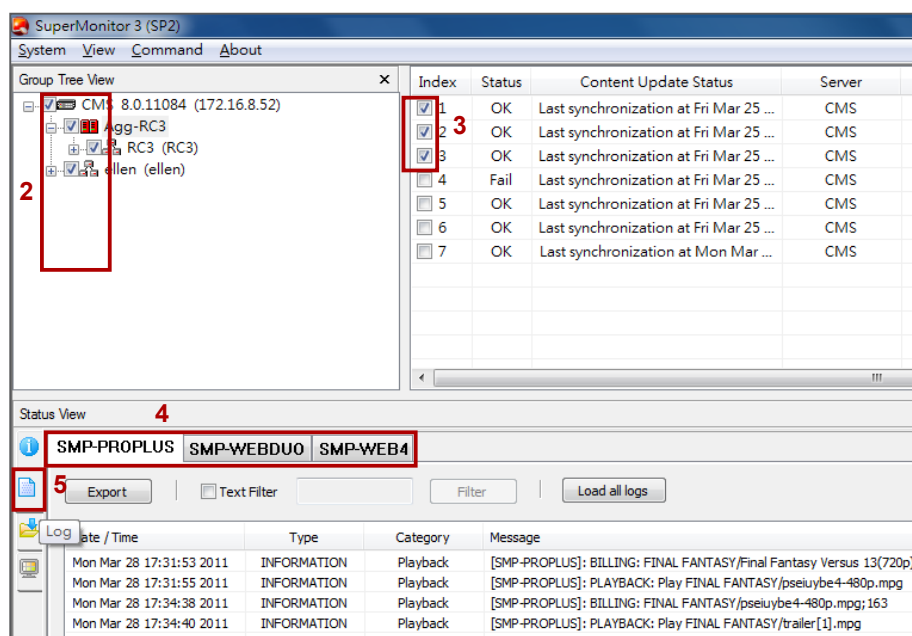 SuperMonitor 3 (SP2)
System View Command About
Group Tree View
CMS 8.0.11084 (172.16.8.52)
Agg-RC3
RC3 (RC3)
ellen (ellen)
2
Index Status Content Update Status Server
1 OK Last synchronization at Fri Mar 25 ... CMS
2 OK Last synchronization at Fri Mar 25 ... CMS
3
3 OK Last synchronization at Fri Mar 25 ... CMS
4 Fail Last synchronization at Fri Mar 25 ... CMS
5 OK Last synchronization at Fri Mar 25 ... CMS
6 OK Last synchronization at Fri Mar 25 ... CMS
7 OK Last synchronization at Mon Mar ... CMS
Status View
4
SMP-PROPLUS SMP-WEBDUO SMP-WEB4
5
Export Text Filter Filter Load all logs
Log
ate / Time Type Category Message
Mon Mar 28 17:31:53 2011 INFORMATION Playback [SMP-PROPLUS]: BILLING: FINAL FANTASY/Final Fantasy Versus 13(720p)
Mon Mar 28 17:31:55 2011 INFORMATION Playback [SMP-PROPLUS]: PLAYBACK: Play FINAL FANTASY/pseiuybe4-480p.mpg
Mon Mar 28 17:34:38 2011 INFORMATION Playback [SMP-PROPLUS]: BILLING: FINAL FANTASY/pseiuybe4-480p.mpg;163
Mon Mar 28 17:34:40 2011 INFORMATION Playback [SMP-PROPLUS]: PLAYBACK: Play FINAL FANTASY/trailer[1].mpg